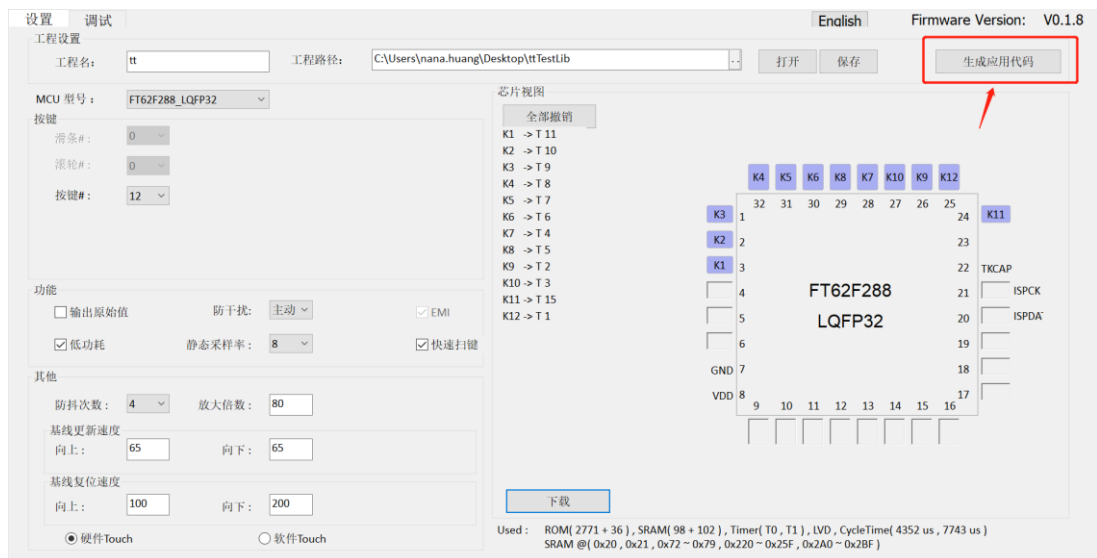 设置 调试 English Firmware Version: V0.1.8
工程设置
工程名: tt 工程路径: C:\Users\nana.huang\Desktop\ttTestLib .. 打开 保存 生成应用代码
MCU 型号: FT62F288_LQFP32
按键
滑条#: 0
滚轮#: 0
按键#: 12
功能
输出原始值 防干扰: 主动 EMI
低功耗 静态采样率: 8 快速扫键
其他
防抖次数: 4 放大倍数: 80
基线更新速度
向上: 65 向下: 65
基线复位速度
向上: 100 向下: 200
硬件Touch 软件Touch
芯片视图
全部撤销
K1 -> T 11
K2 -> T 10
K3 -> T 9
K4 -> T 8
K5 -> T 7
K6 -> T 6
K7 -> T 4
K8 -> T 5
K9 -> T 2
K10 -> T 3
K11 -> T 15
K12 -> T 1
K4 K5 K6 K8 K7 K10 K9 K12
32 31 30 29 28 27 26 25
K3 1 24 K11
K2 2 23
K1 3 22 TKCAP
4 FT62F288 21 ISPCK
5 LQFP32 20 ISPDA
6 19
GND 7 18
VDD 8 17
9 10 11 12 13 14 15 16
下载
Used : ROM( 2771 + 36 ) , SRAM( 98 + 102 ) , Timer( T0 , T1 ) , LVD , CycleTime( 4352 us , 7743 us )
SRAM @( 0x20 , 0x21 , 0x72 ~ 0x79 , 0x220 ~ 0x25F , 0x2A0 ~ 0x2BF )